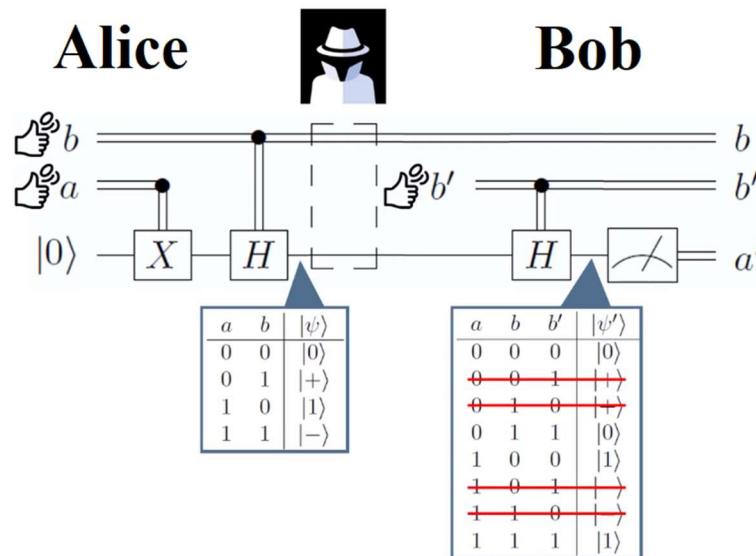 Alice Bob
b b
a b' b'
|0⟩ X H H a
a b |ψ⟩
0 0 |0⟩
0 1 |+⟩
1 0 |1⟩
1 1 |−⟩
a b b' |ψ'⟩
0 0 0 |0⟩
0 0 1 |+⟩
0 1 0 |+⟩
0 1 1 |0⟩
1 0 0 |1⟩
1 0 1 |−⟩
1 1 0 |−⟩
1 1 1 |1⟩